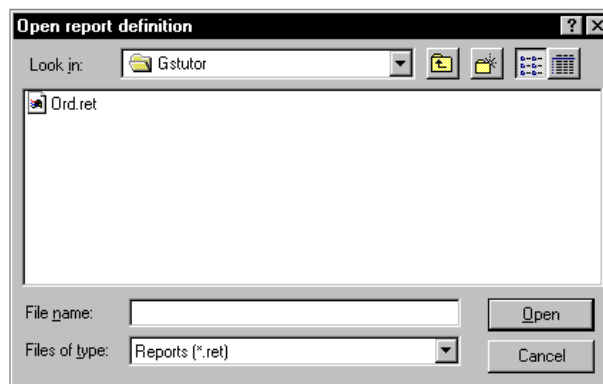 Open report definition
Look in: Gstutor
Ord.ret
File name:
Open
Files of type: Reports (*.ret)
Cancel